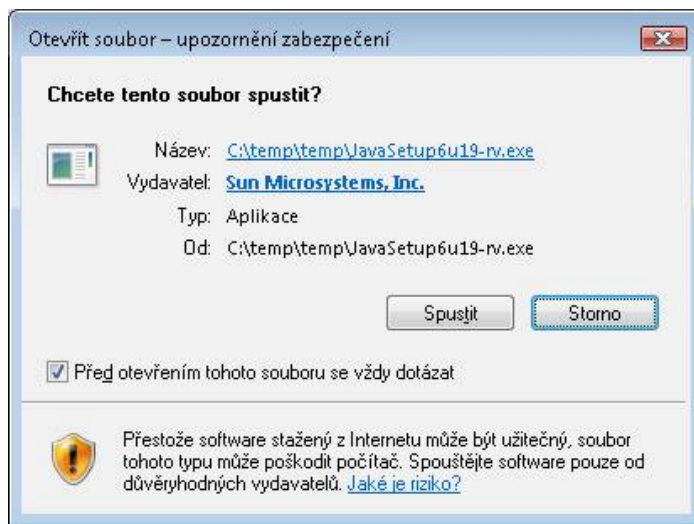 Otevřít soubor – upozornění zabezpečení
Chcete tento soubor spustit?
Název: C:\temp\temp\JavaSetup6u19-rv.exe
Vydavatel: Sun Microsystems, Inc.
Typ: Aplikace
Od: C:\temp\temp\JavaSetup6u19-rv.exe
Spustit Storno
Před otevřením tohoto souboru se vždy dotázat
Přestože software stažený z Internetu může být užitečný, soubor
tohoto typu může poškodit počítač. Spouštějte software pouze od
důvěryhodných vydavatelů. Jaké je riziko?